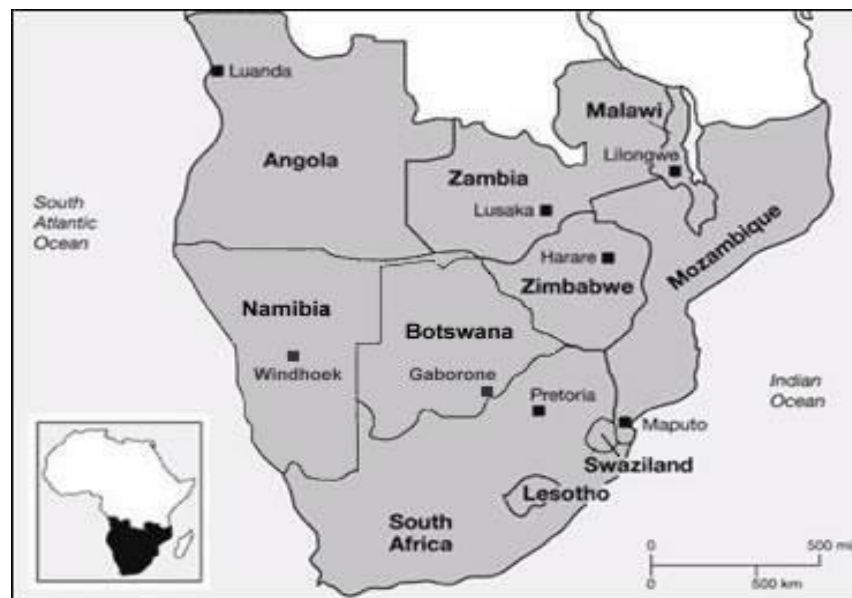 Luanda
Malawi
Angola
Lilongwe
Zambia
South
Atlantic
Ocean
Lusaka
Mozambique
Harare
Zimbabwe
Namibia
Botswana
Windhoek
Gaborone
Pretoria
Indian
Ocean
Maputo
Swaziland
Lesotho
South
Africa
0 500 mi
0 500 km